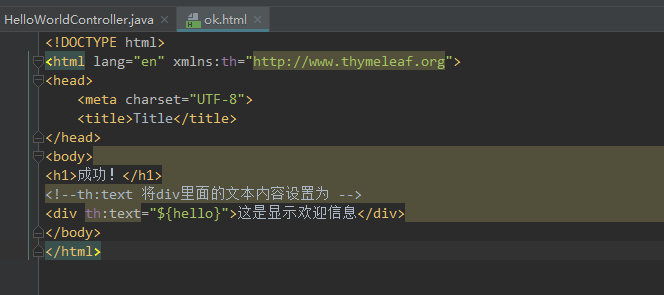 HelloWorldController.java ok.html
<!DOCTYPE html>
<html lang="en" xmlns:th="http://www.thymeleaf.org">
<head>
    <meta charset="UTF-8">
    <title>Title</title>
</head>
<body>
<h1>成功！</h1>
<!--th:text 将div里面的文本内容设置为 -->
<div th:text="${hello}">这是显示欢迎信息</div>
</body>
</html>